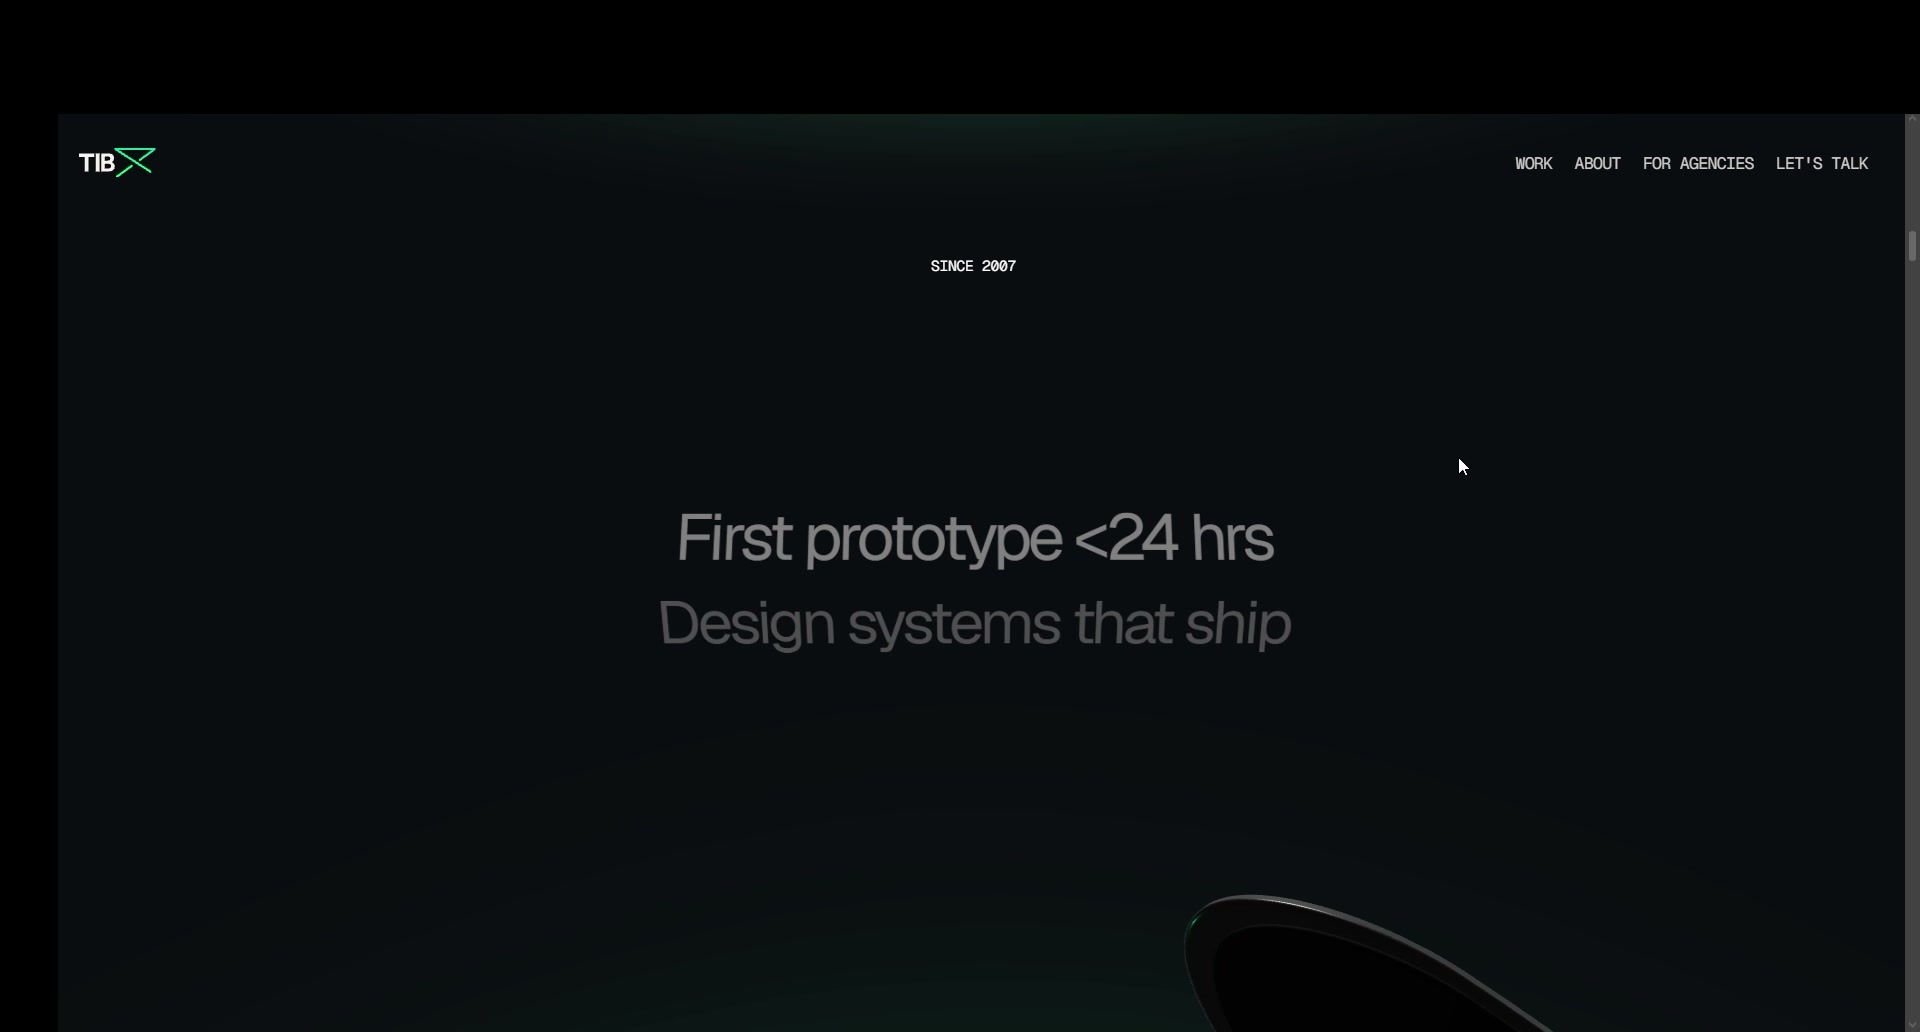 TIB
WORK ABOUT FOR AGENCIES LET'S TALK
SINCE 2007
First prototype <24 hrs
Design systems that ship